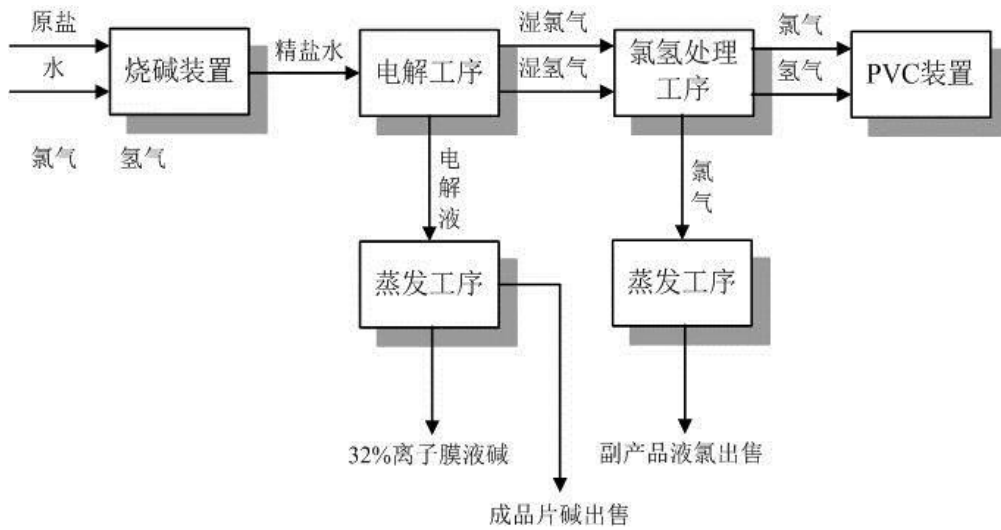 原盐
水
烧碱装置
精盐水
电解工序
湿氯气
湿氢气
氯氢处理
工序
氯气
氢气
PVC装置
氯气 氢气
电解液
氯气
蒸发工序
蒸发工序
32%离子膜液碱
副产品液氯出售
成品片碱出售